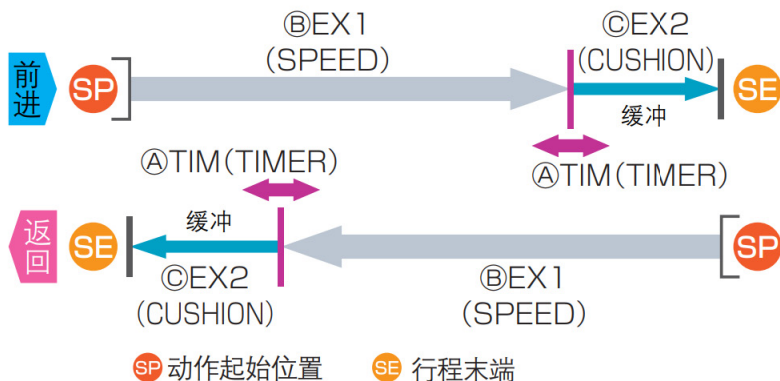 ⒷEX1
(SPEED)
ⒸEX2
(CUSHION)
前进
SP
SE
缓冲
ⒶTIM(TIMER)
ⒶTIM(TIMER)
返回
SE
缓冲
SP
ⒸEX2
(CUSHION)
ⒷEX1
(SPEED)
SP 动作起始位置
SE 行程末端